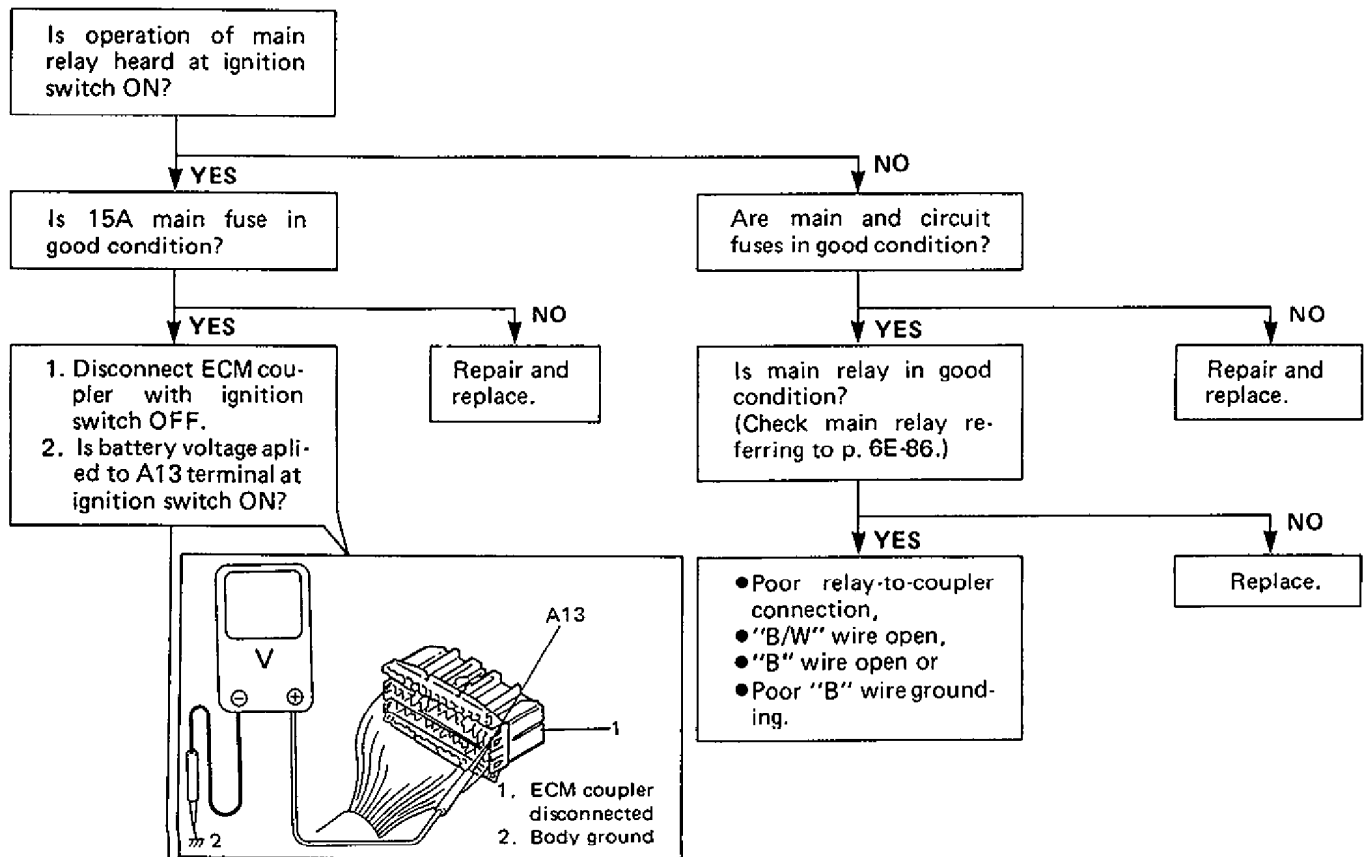 Is operation of main
relay heard at ignition
switch ON?
YES
NO
Is 15A main fuse in
good condition?
Are main and circuit
fuses in good condition?
YES
NO
YES
NO
1. Disconnect ECM cou-
pler with ignition
switch OFF.
2. Is battery voltage apli-
ed to A13 terminal at
ignition switch ON?
Repair and
replace.
Is main relay in good
condition?
(Check main relay re-
ferring to p. 6E-86.)
Repair and
replace.
YES
NO
●Poor relay-to-coupler
connection,
●"B/W" wire open,
●"B" wire open or
●Poor "B" wire ground-
ing.
Replace.
A13
V
⊖ ⊕
1
2
1. ECM coupler
disconnected
2. Body ground